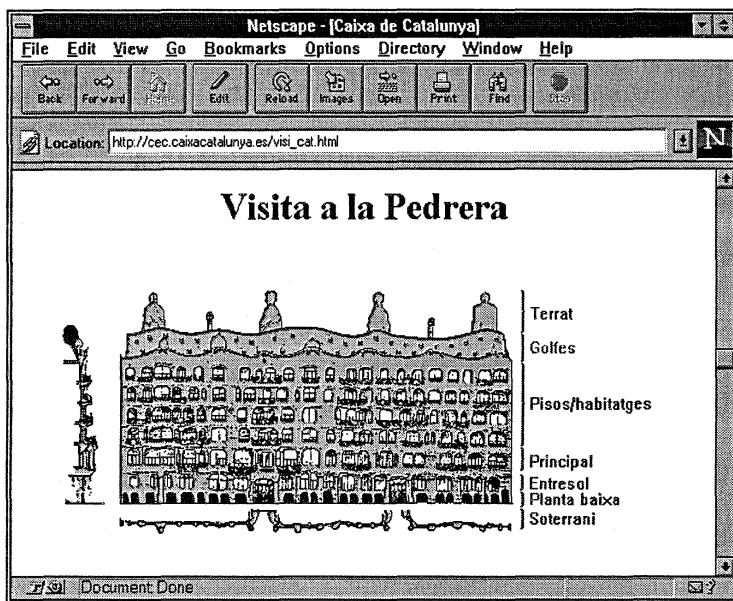 Netscape - [Caixa de Catalunya]
File Edit View Go Bookmarks Options Directory Window Help
Back Forward Home Edit Reload Images Open Print Find Stop
Location: http://cec.caixacatalunya.es/visi_cat.html
N
Visita a la Pedrera
Terrat
Golfes
Pisos/habitatges
Principal
Entresol
Planta baixa
Soterrani
Document: Done
?